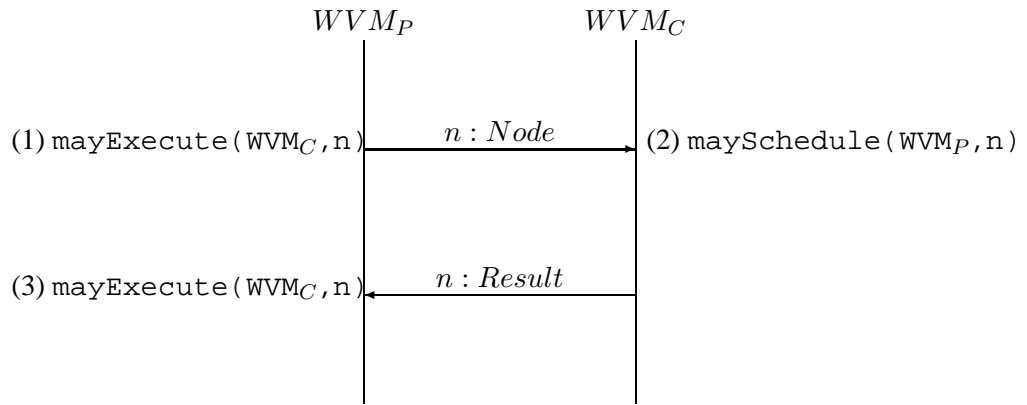 WVM_P WVM_C
(1) mayExecute(WVM_C,n) n : Node (2) maySchedule(WVM_P,n)
(3) mayExecute(WVM_C,n) n : Result